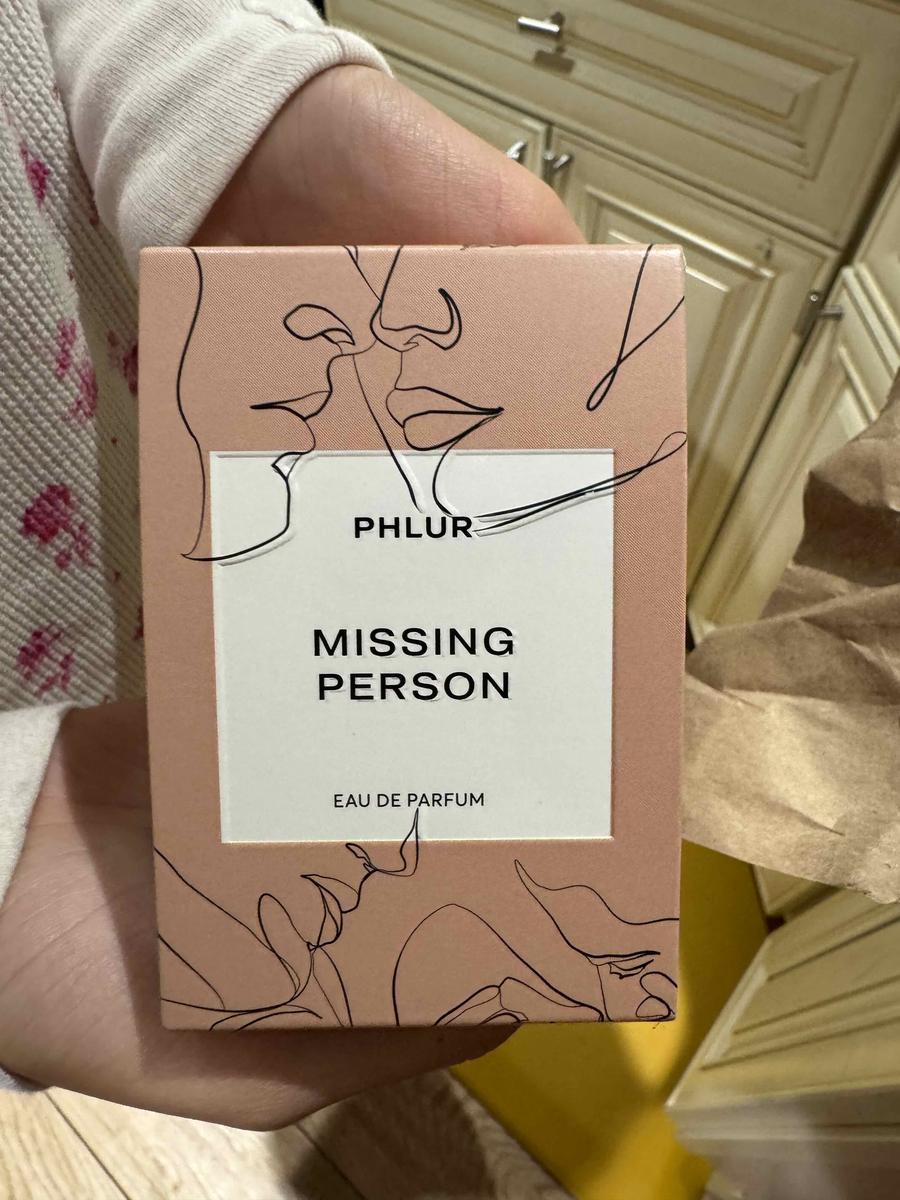 PHLUR
MISSING
PERSON
EAU DE PARFUM